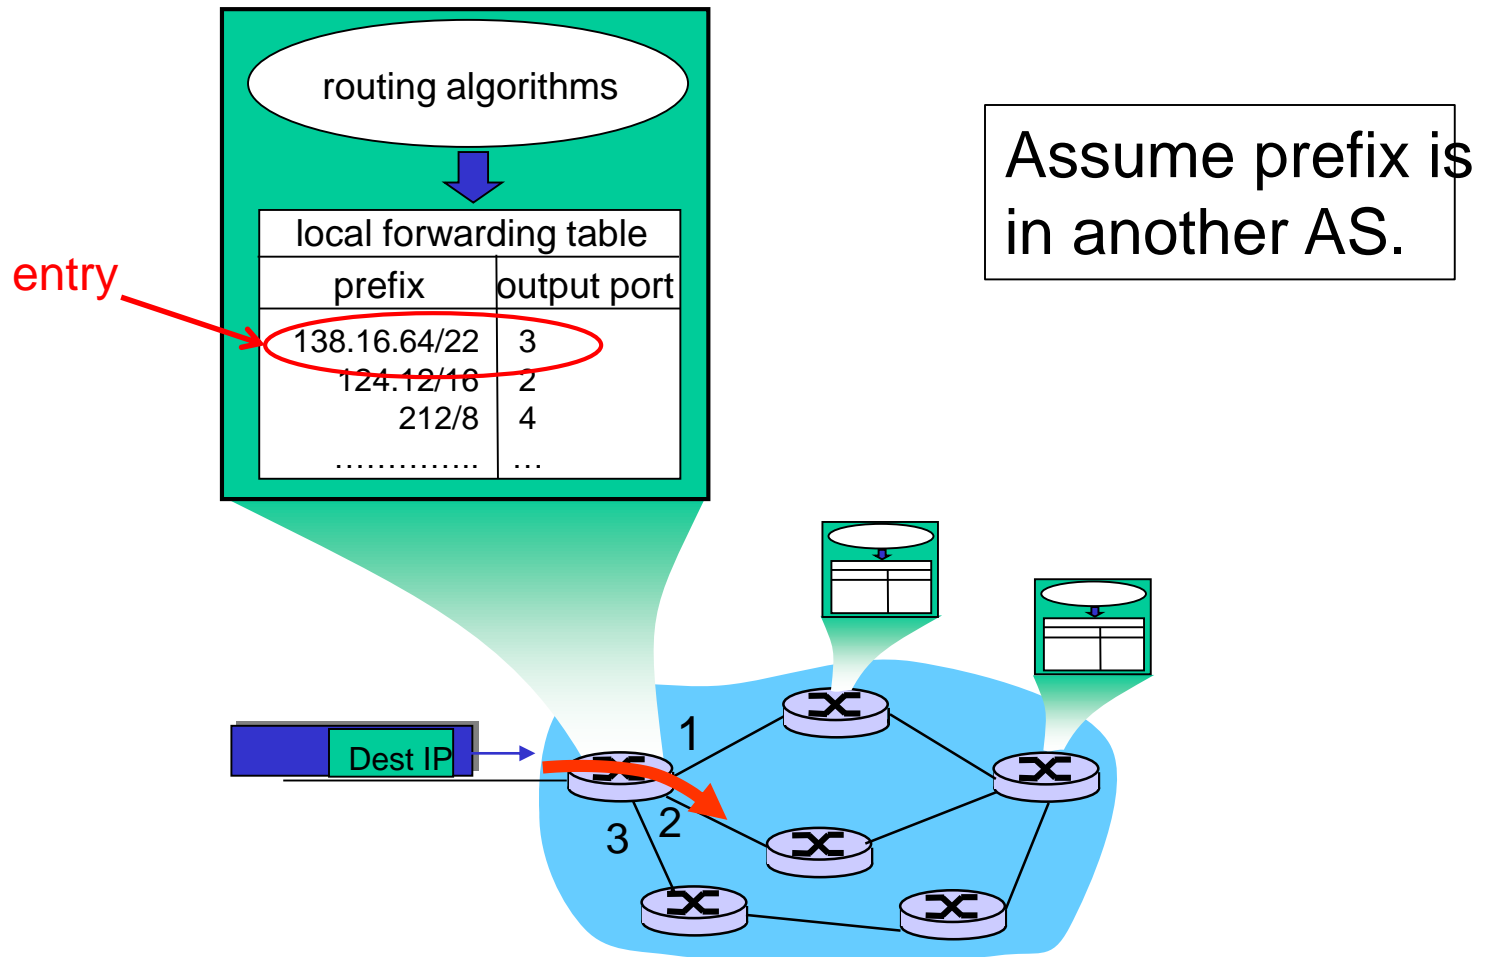 routing algorithms
Assume prefix is
in another AS.
local forwarding table
entry
prefix output port
138.16.64/22 3
124.12/16 2
212/8 4
………….. …
1
Dest IP
2
3